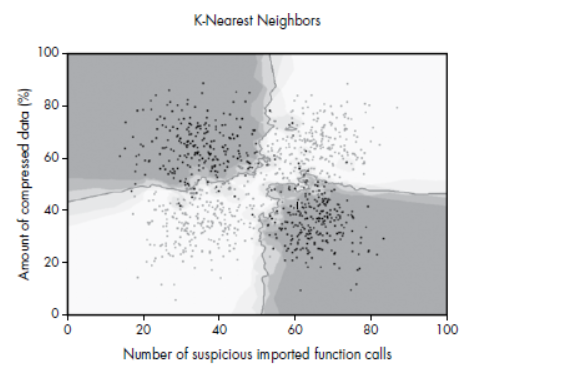 K-Nearest Neighbors
100
80
60
40
20
0
Amount of compressed data (%)
0 20 40 60 80 100
Number of suspicious imported function calls